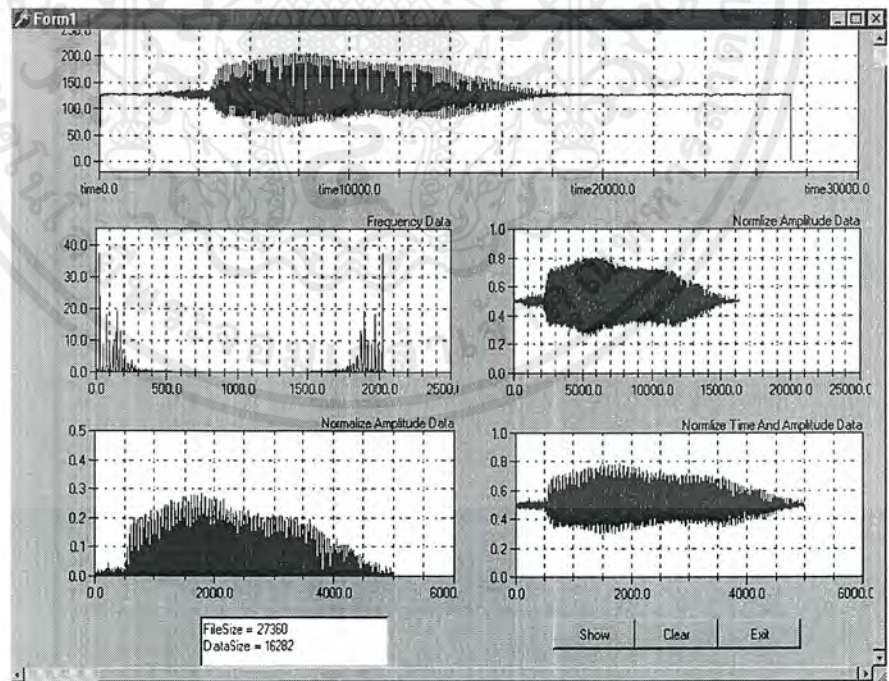 Form1
250.0
200.0
150.0
100.0
50.0
0.0
time0.0 time10000.0 time20000.0 time30000.0
Frequency Data
40.0
30.0
20.0
10.0
0.0
0.0 500.0 1000.0 1500.0 2000.0 2500.
Normlize Amplitude Data
1.0
0.8
0.6
0.4
0.2
0.0
0.0 5000.0 10000.0 15000.0 20000.0 25000.
Normalize Amplitude Data
0.5
0.4
0.3
0.2
0.1
0.0
0.0 2000.0 4000.0 6000.
Normlize Time And Amplitude Data
1.0
0.8
0.6
0.4
0.2
0.0
0.0 2000.0 4000.0 6000.
FileSize = 27360
DataSize = 16282
Show Clear Exit